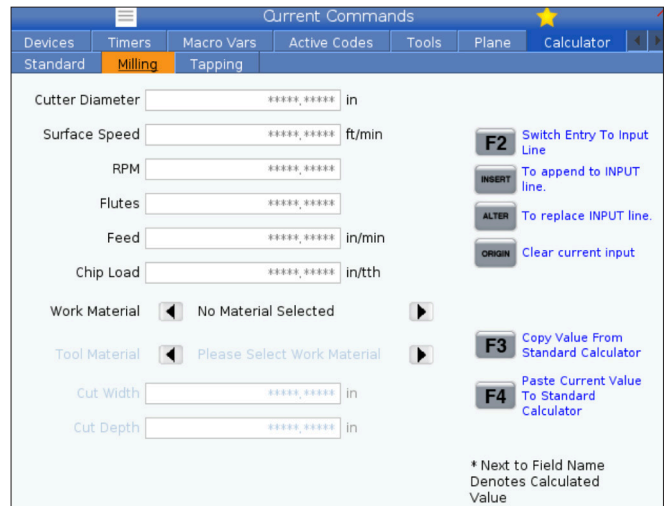 Current Commands
Devices Timers Macro Vars Active Codes Tools Plane Calculator
Standard Milling Tapping
Cutter Diameter *****.***** in
Surface Speed *****.***** ft/min
RPM *****.*****
Flutes *****.*****
Feed *****.***** in/min
Chip Load *****.***** in/tth
Work Material No Material Selected
Tool Material Please Select Work Material
Cut Width *****.***** in
Cut Depth *****.***** in
F2 Switch Entry To Input
Line
INSERT To append to INPUT
line.
ALTER To replace INPUT line.
ORIGIN Clear current input
F3 Copy Value From
Standard Calculator
F4 Paste Current Value
To Standard
Calculator
* Next to Field Name
Denotes Calculated
Value